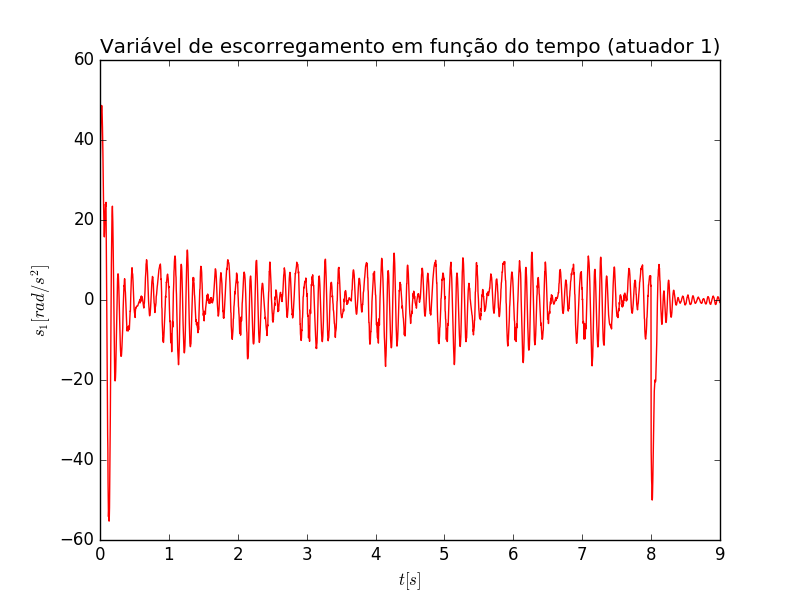 Variável de escorregamento em função do tempo (atuador 1)
60
40
20
0
−20
−40
−60
s₁[rad/s²]
0 1 2 3 4 5 6 7 8 9
t[s]